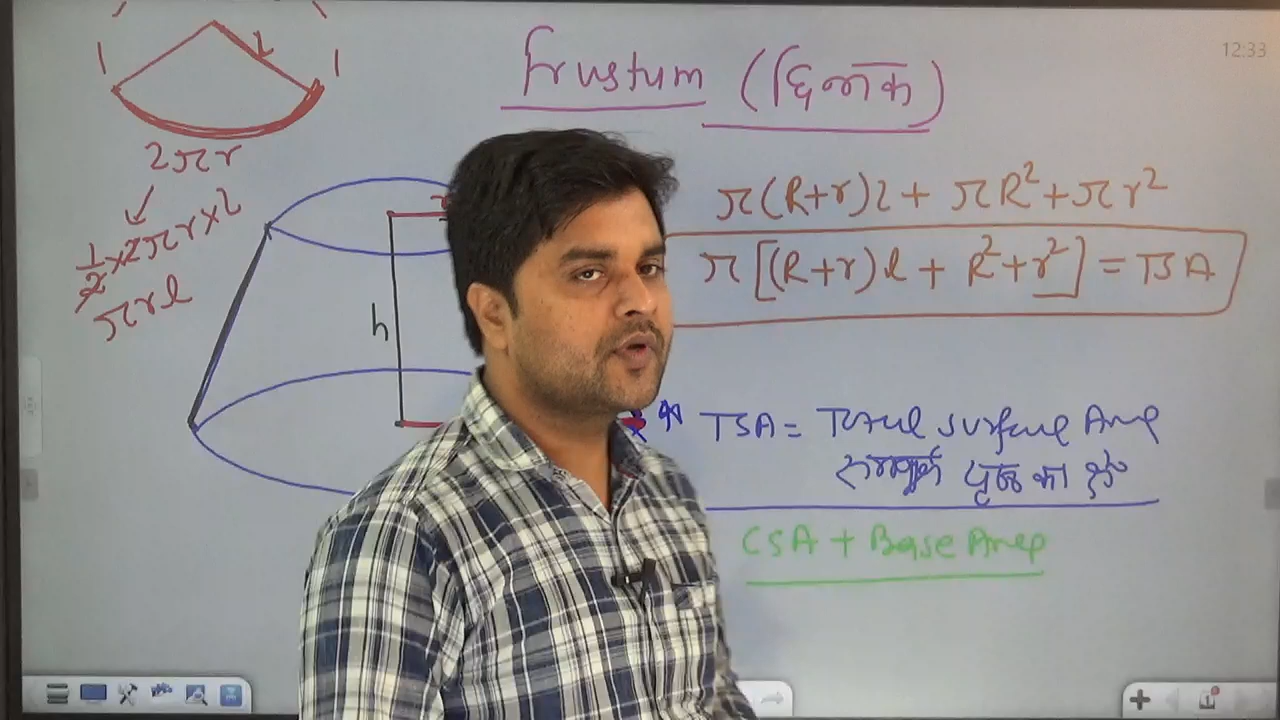 12:33
Frustum (छिन्नक)
2πr
1/2 × 2πr × l
πrl
h
π(R+r)l + πR² + πr²
π[(R+r)l + R²+r²] = TSA
TSA = Total Surface Area
सम्पूर्ण पृष्ठ का क्षे०
CSA + Base Area